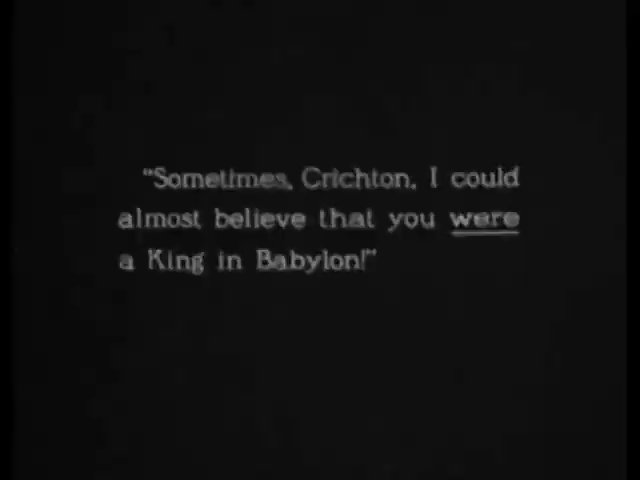 "Sometimes, Crichton, I could
almost believe that you were
a King in Babylon!"